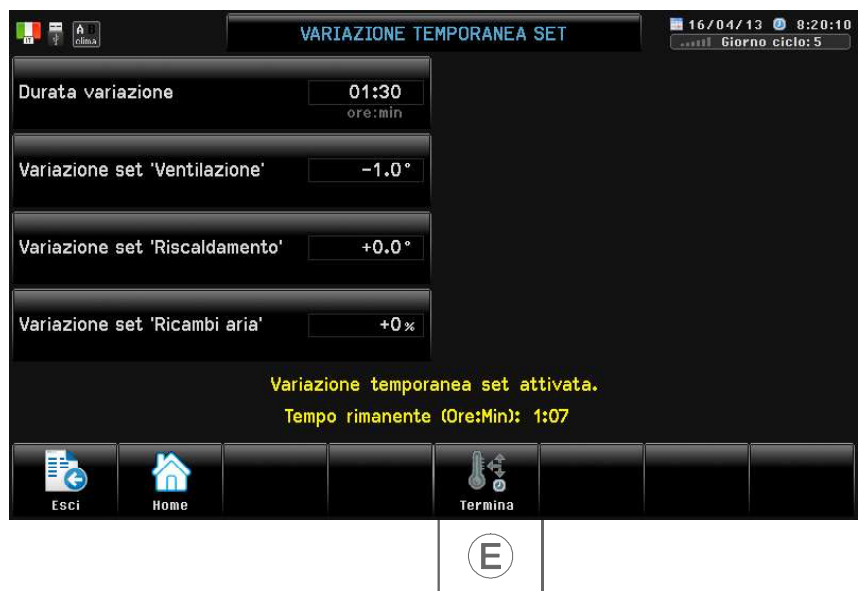 IT
A B
clima
VARIAZIONE TEMPORANEA SET
16/04/13 8:20:10
Giorno ciclo: 5
Durata variazione 01:30
ore:min
Variazione set 'Ventilazione' -1.0°
Variazione set 'Riscaldamento' +0.0°
Variazione set 'Ricambi aria' +0%
Variazione temporanea set attivata.
Tempo rimanente (Ore:Min): 1:07
Esci Home Termina
E